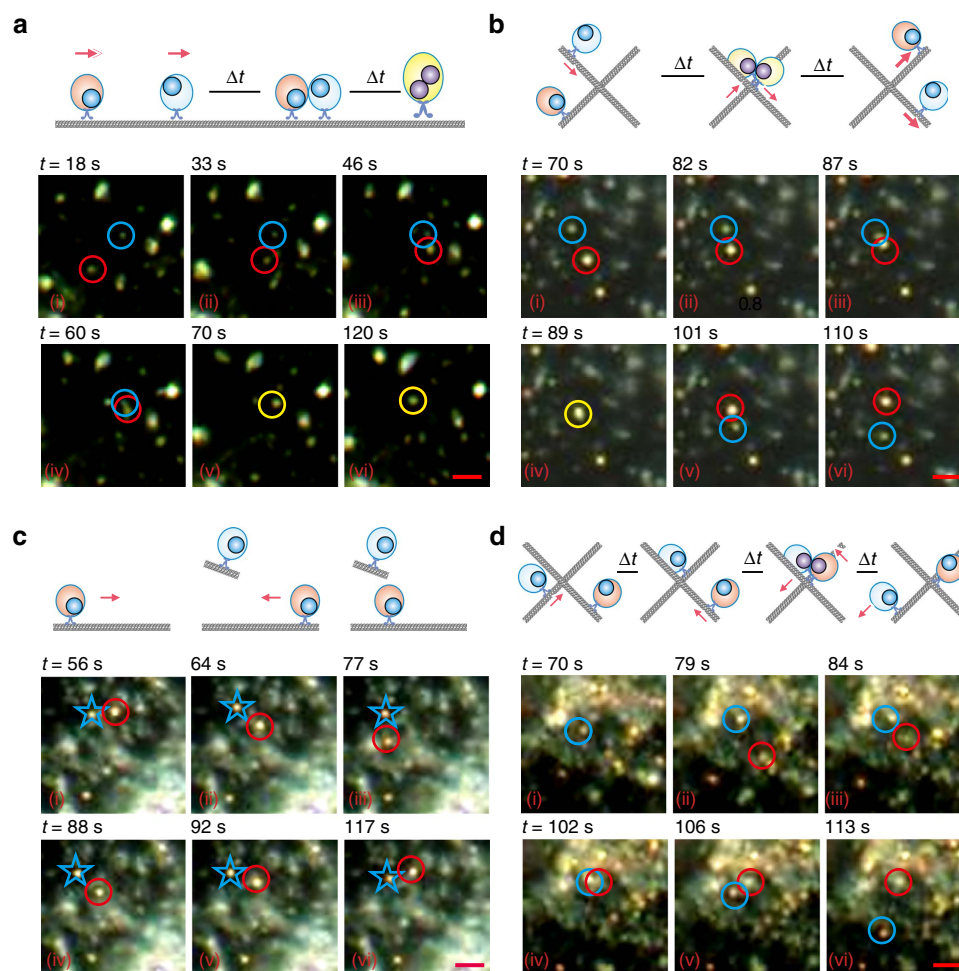 a
Δt
Δt
t = 18 s
33 s
46 s
(i)
(ii)
(iii)
t = 60 s
70 s
120 s
(iv)
(v)
(vi)
b
Δt
Δt
t = 70 s
82 s
87 s
(i)
(ii)
0.8
(iii)
t = 89 s
101 s
110 s
(iv)
(v)
(vi)
c
t = 56 s
64 s
77 s
(i)
(ii)
(iii)
t = 88 s
92 s
117 s
(iv)
(v)
(vi)
d
Δt
Δt
Δt
t = 70 s
79 s
84 s
(i)
(ii)
(iii)
t = 102 s
106 s
113 s
(iv)
(v)
(vi)